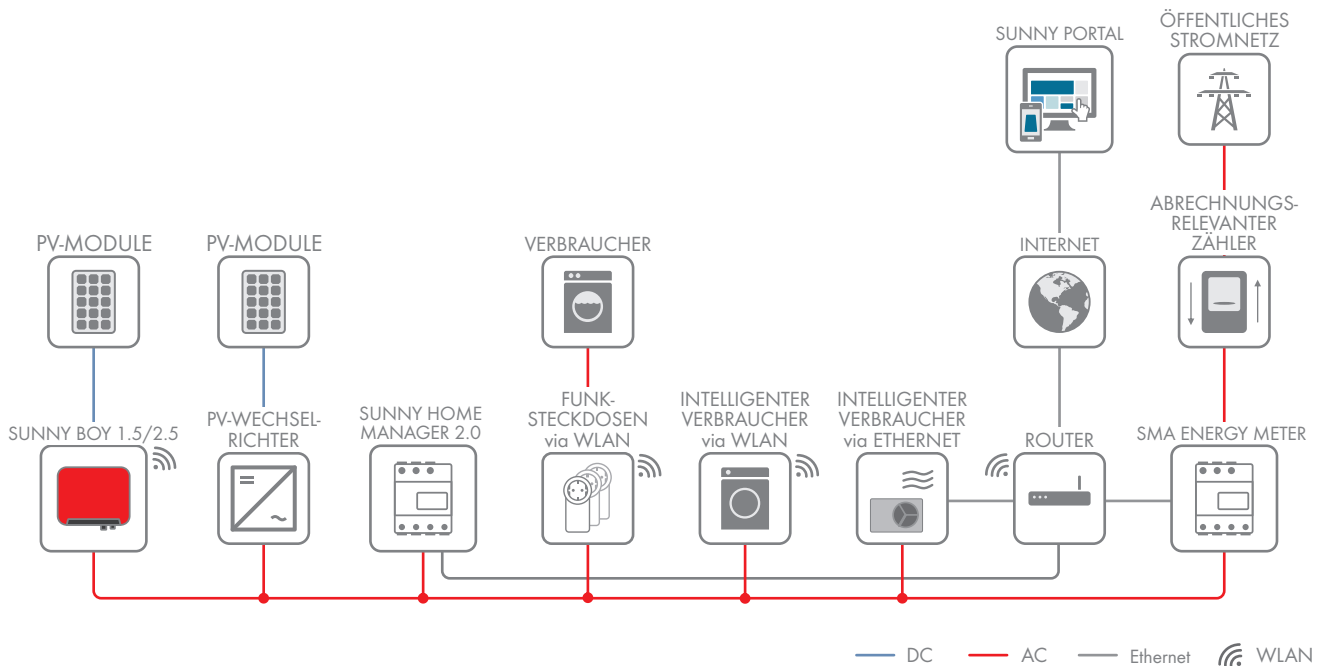 SUNNY PORTAL
ÖFFENTLICHES
STROMNETZ
PV-MODULE
PV-MODULE
VERBRAUCHER
INTERNET
ABRECHNUNGS-
RELEVANTER
ZÄHLER
SUNNY BOY 1.5/2.5
PV-WECHSEL-
RICHTER
SUNNY HOME
MANAGER 2.0
FUNK-
STECKDOSEN
via WLAN
INTELLIGENTER
VERBRAUCHER
via WLAN
INTELLIGENTER
VERBRAUCHER
via ETHERNET
ROUTER
SMA ENERGY METER
DC
AC
Ethernet
WLAN